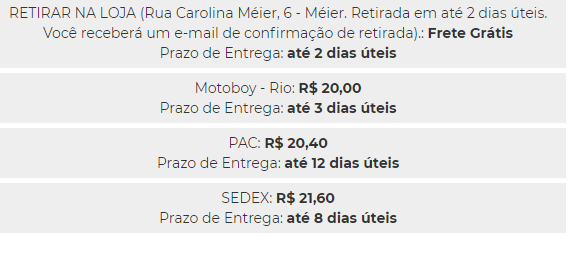 RETIRAR NA LOJA (Rua Carolina Méier, 6 - Méier. Retirada em até 2 dias úteis.
Você receberá um e-mail de confirmação de retirada).: Frete Grátis
Prazo de Entrega: até 2 dias úteis
Motoboy - Rio: R$ 20,00
Prazo de Entrega: até 3 dias úteis
PAC: R$ 20,40
Prazo de Entrega: até 12 dias úteis
SEDEX: R$ 21,60
Prazo de Entrega: até 8 dias úteis